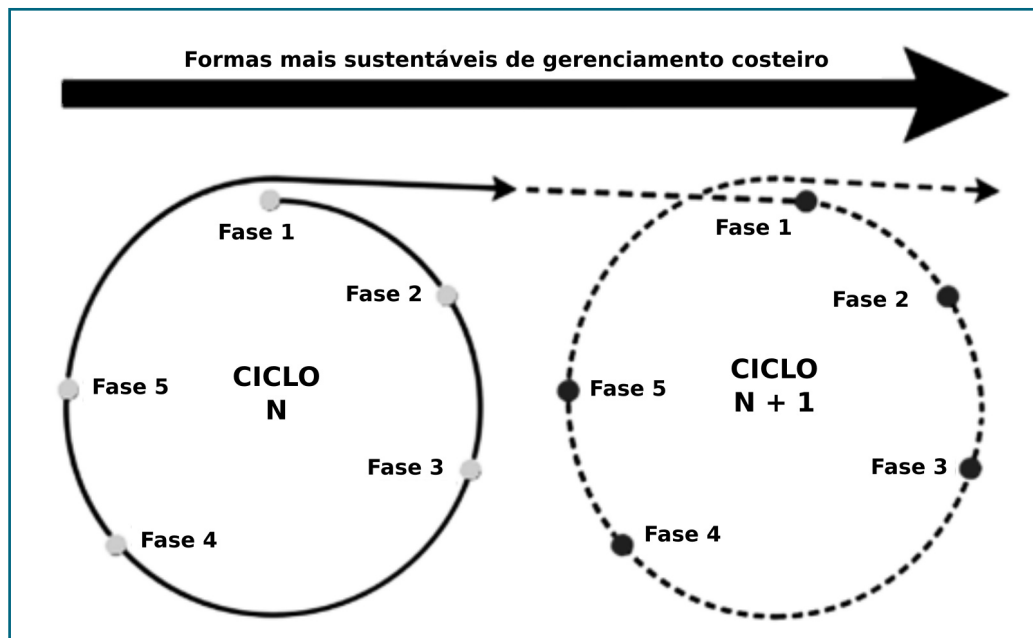 Formas mais sustentáveis de gerenciamento costeiro
Fase 1
Fase 2
Fase 3
Fase 4
Fase 5
CICLO
N
Fase 1
Fase 2
Fase 3
Fase 4
Fase 5
CICLO
N + 1